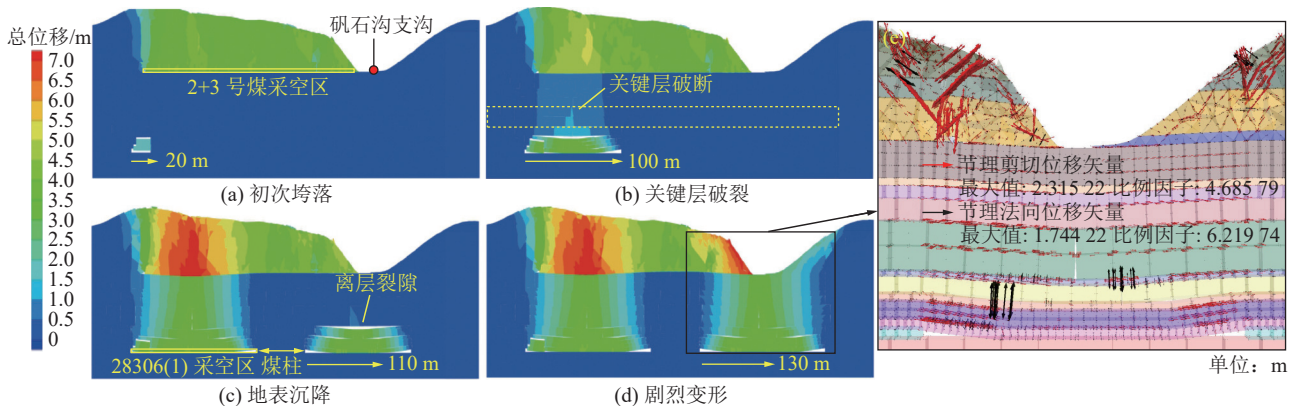 总位移/m
7.0
6.5
6.0
5.5
5.0
4.5
4.0
3.5
3.0
2.5
2.0
1.5
1.0
0.5
0
矾石沟支沟
2+3 号煤采空区
20 m
(a) 初次垮落
关键层破断
100 m
(b) 关键层破裂
28306(1) 采空区 煤柱
离层裂隙
110 m
(c) 地表沉降
130 m
(d) 剧烈变形
(e)
节理剪切位移矢量
最大值: 2.315 22 比例因子: 4.685 79
节理法向位移矢量
最大值: 1.744 22 比例因子: 6.219 74
单位：m